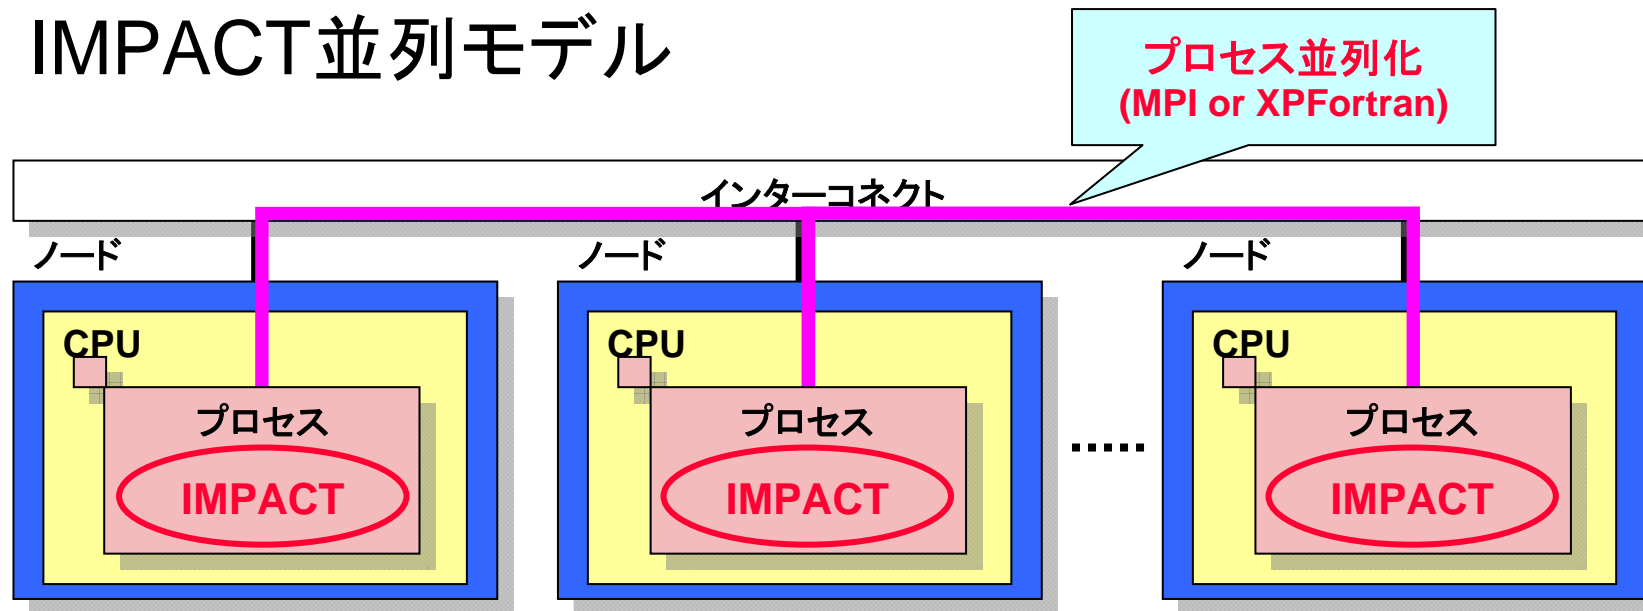 IMPACT並列モデル
プロセス並列化
(MPI or XPFortran)
インターコネクト
ノード
ノード
ノード
CPU
CPU
CPU
プロセス
プロセス
プロセス
IMPACT
IMPACT
IMPACT